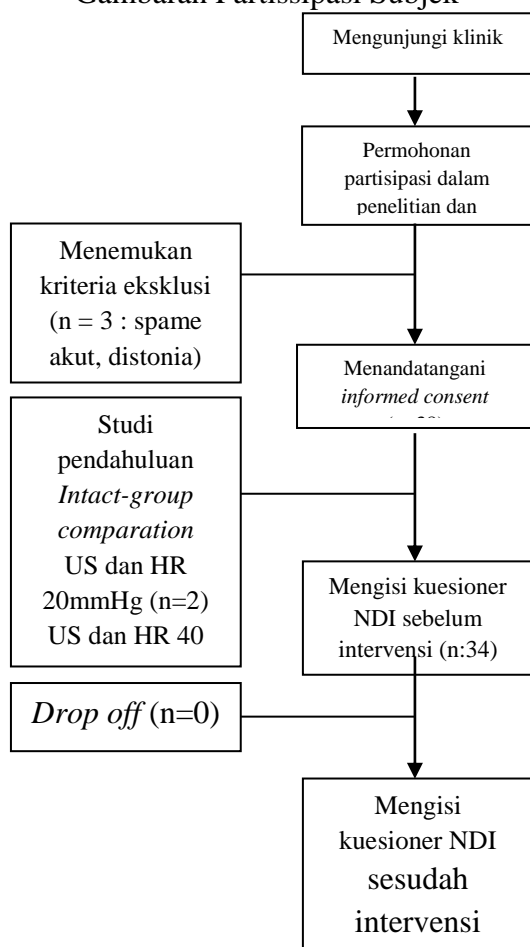 Gambaran Partissipasi Subjek
Mengunjungi klinik
Permohonan
partisipasi dalam
penelitian dan
Menemukan
kriteria eksklusi
(n = 3 : spame
akut, distonia)
Menandatangani
informed consent
Studi
pendahuluan
Intact-group
comparation
US dan HR
20mmHg (n=2)
US dan HR 40
Mengisi kuesioner
NDI sebelum
intervensi (n:34)
Drop off (n=0)
Mengisi
kuesioner NDI
sesudah
intervensi